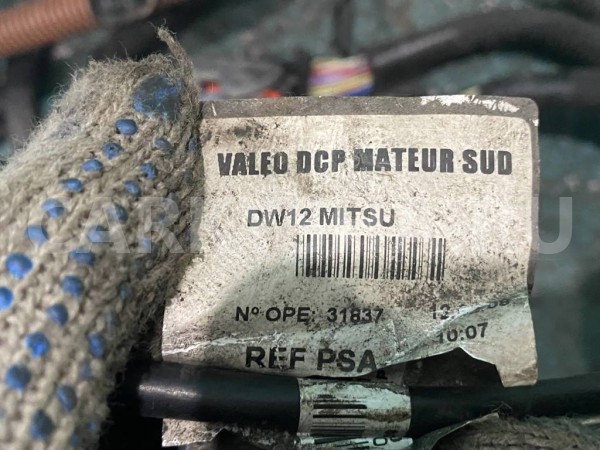 VALEO DCP MATEUR SUD
DW12 MITSU
Nº OPE: 31837
10:07
REF PSA